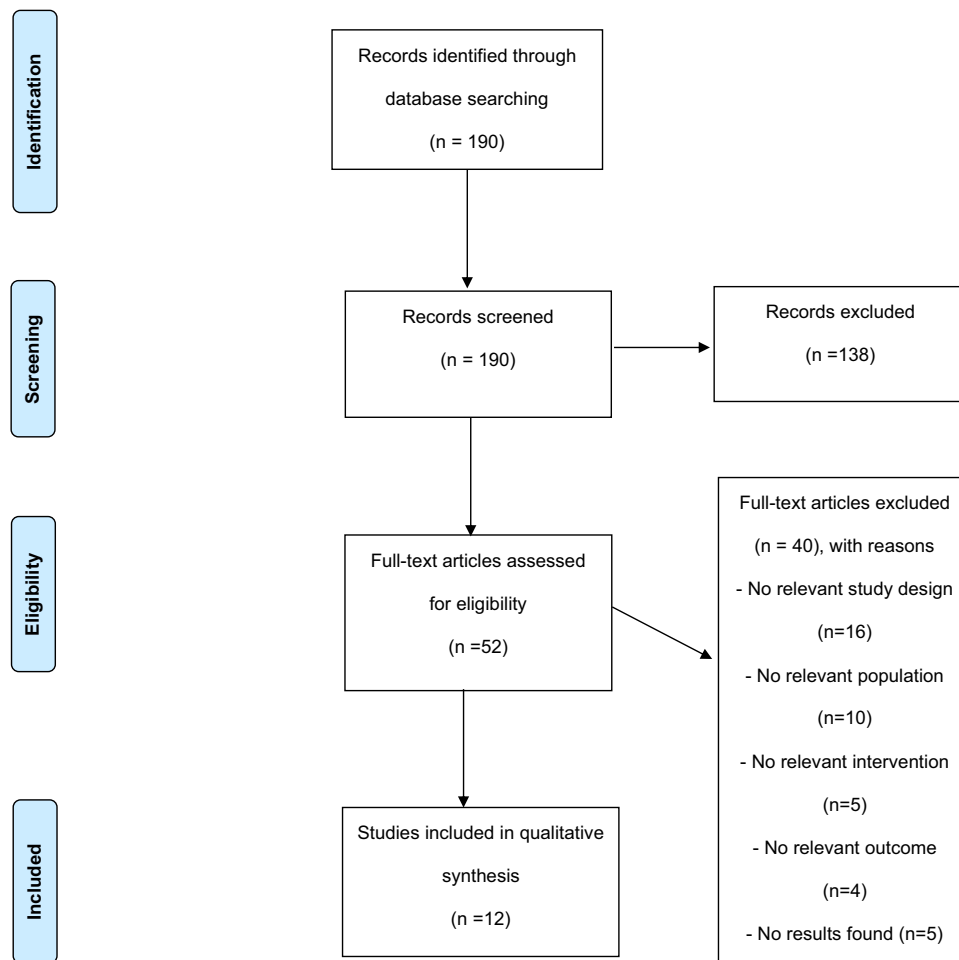 Identification
Records identified through
database searching
(n = 190)
Screening
Records screened
(n = 190)
Records excluded
(n =138)
Eligibility
Full-text articles assessed
for eligibility
(n =52)
Full-text articles excluded
(n = 40), with reasons
- No relevant study design
(n=16)
- No relevant population
(n=10)
- No relevant intervention
(n=5)
- No relevant outcome
(n=4)
- No results found (n=5)
Included
Studies included in qualitative
synthesis
(n =12)